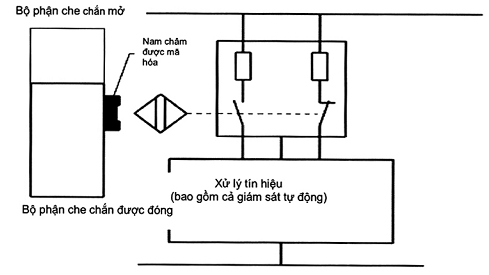 Bộ phận che chắn mở
Nam châm
được mã
hóa
Xử lý tín hiệu
(bao gồm cả giám sát tự động)
Bộ phận che chắn được đóng